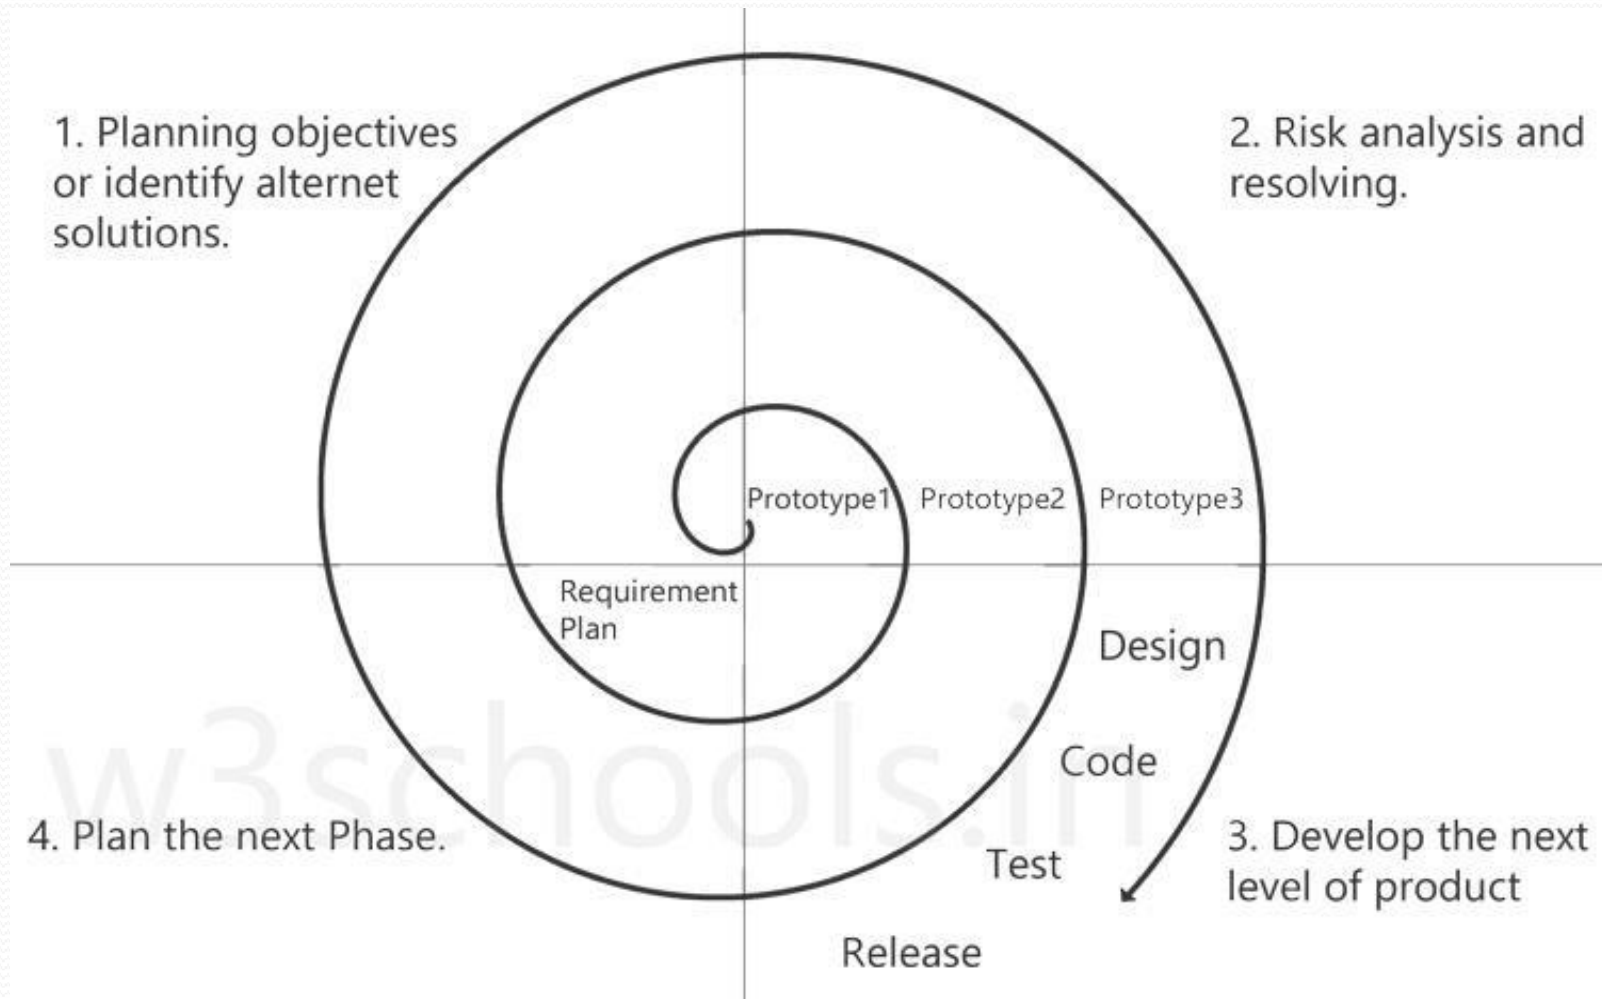 1. Planning objectives
or identify alternet
solutions.
2. Risk analysis and
resolving.
Prototype1
Prototype2
Prototype3
Requirement
Plan
Design
Code
Test
Release
w3schools.in
4. Plan the next Phase.
3. Develop the next
level of product